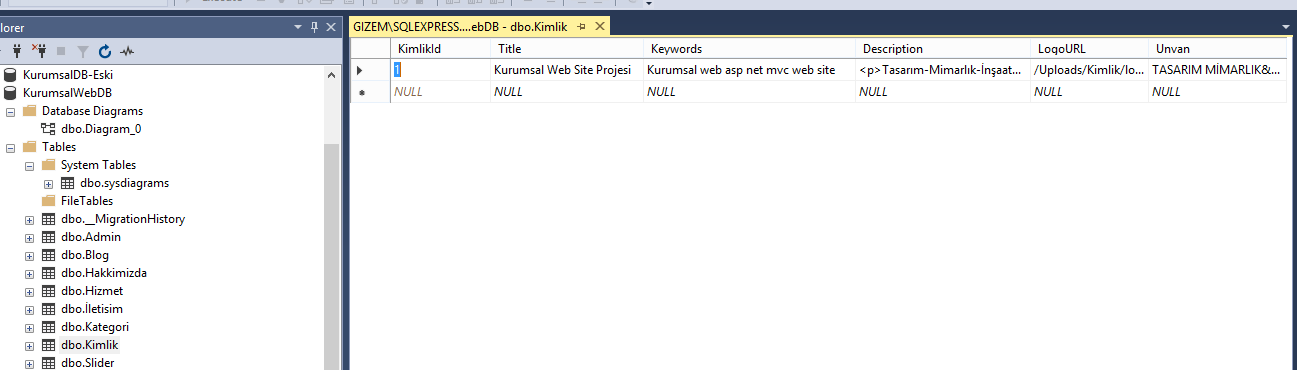 GIZEM\SQLEXPRESS....ebDB - dbo.Kimlik
lorer
KurumsalDB-Eski
KurumsalWebDB
Database Diagrams
dbo.Diagram_0
Tables
System Tables
dbo.sysdiagrams
FileTables
dbo.__MigrationHistory
dbo.Admin
dbo.Blog
dbo.Hakkimizda
dbo.Hizmet
dbo.İletisim
dbo.Kategori
dbo.Kimlik
dbo.Slider
KimlikId Title Keywords Description LogoURL Unvan
1 Kurumsal Web Site Projesi Kurumsal web asp net mvc web site <p>Tasarım-Mimarlık-İnşaat... /Uploads/Kimlik/lo... TASARIM MİMARLIK&...
NULL NULL NULL NULL NULL NULL